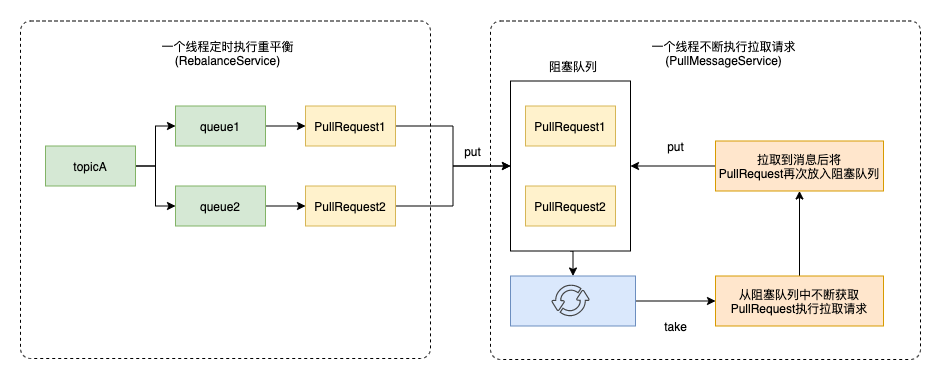 一个线程定时执行重平衡
(RebalanceService)
topicA
queue1
PullRequest1
queue2
PullRequest2
put
一个线程不断执行拉取请求
(PullMessageService)
阻塞队列
PullRequest1
PullRequest2
put
拉取到消息后将
PullRequest再次放入阻塞队列
take
从阻塞队列中不断获取
PullRequest执行拉取请求